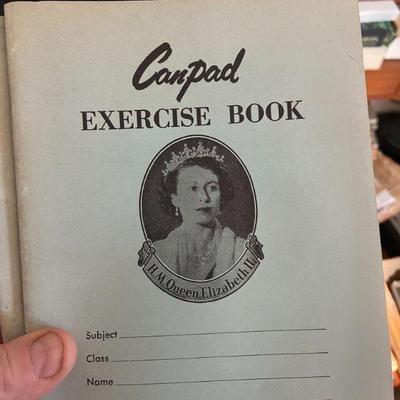 Canpad
EXERCISE BOOK
H.M. Queen Elizabeth II
Subject
Class
Name